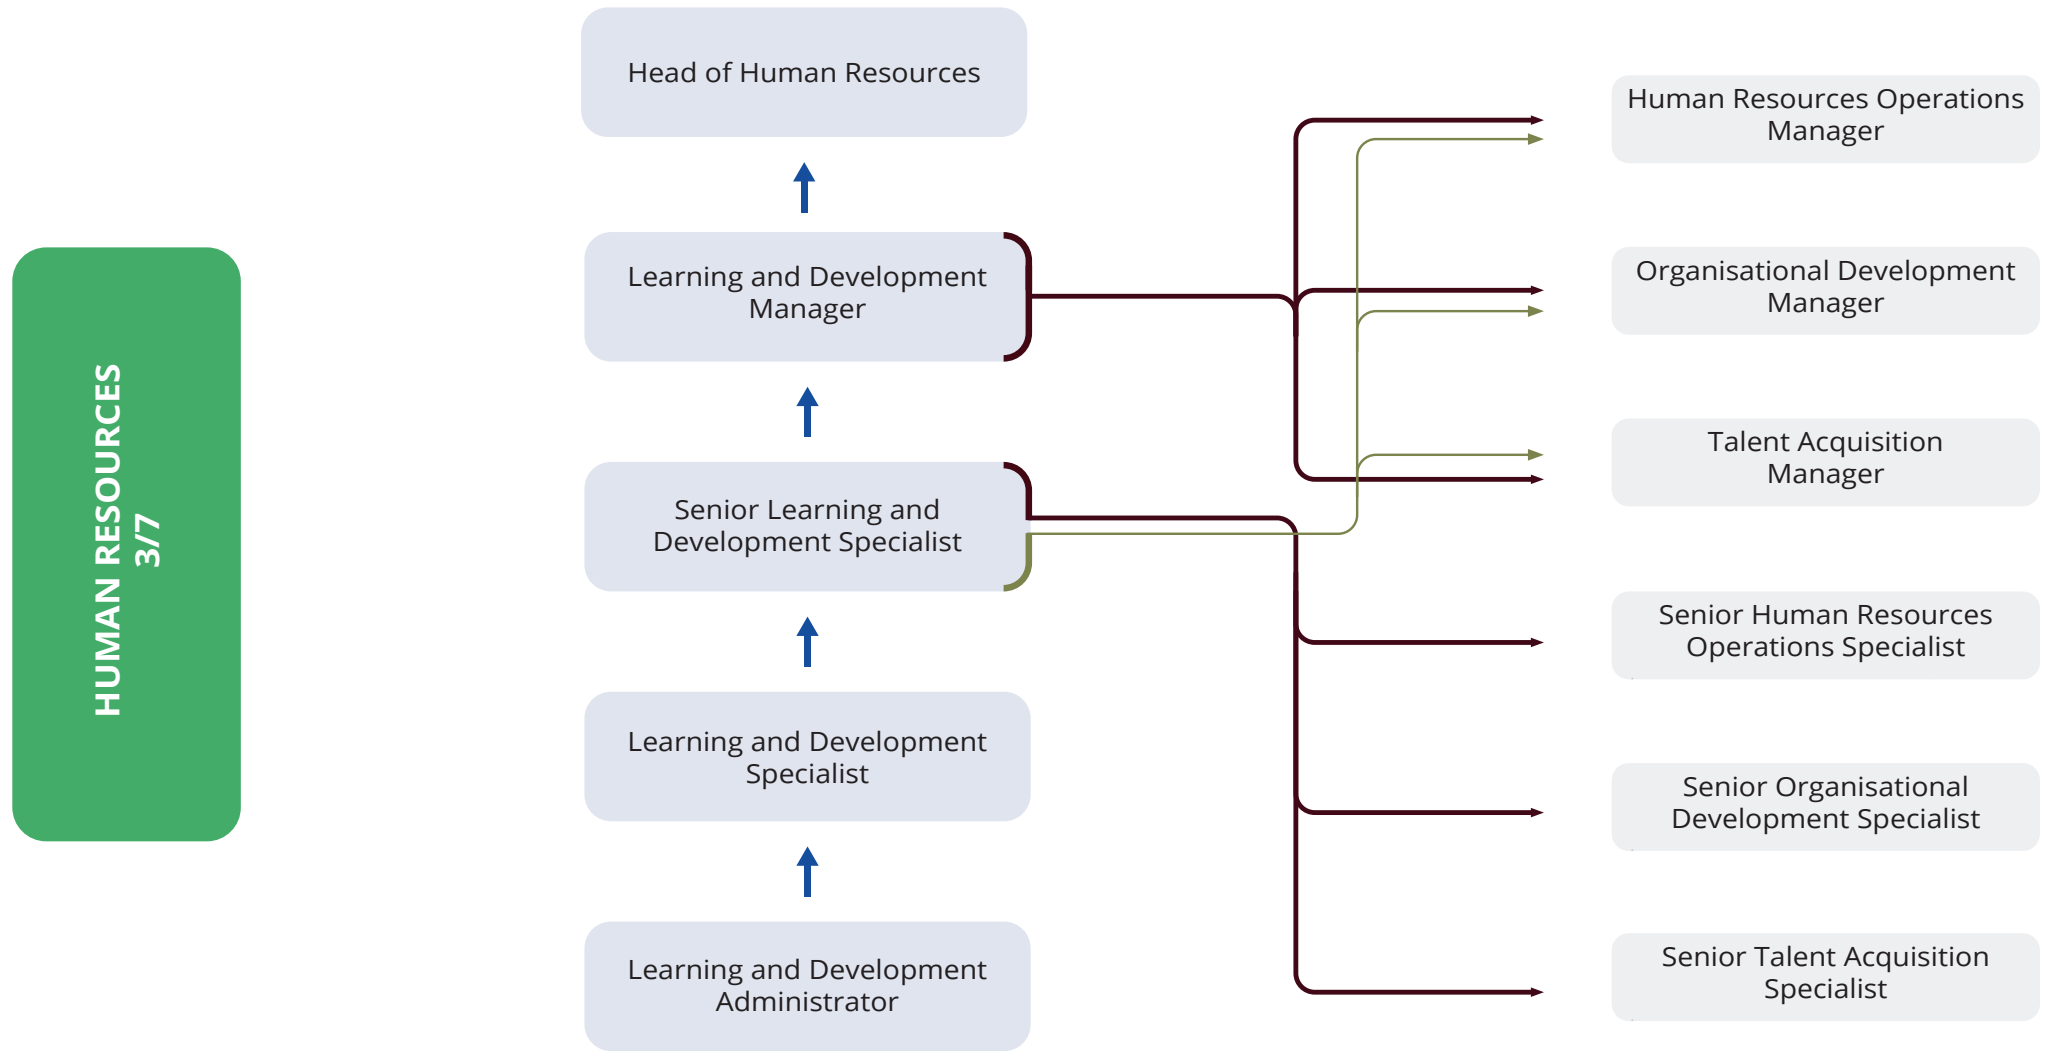 HUMAN RESOURCES
3/7
Head of Human Resources
Learning and Development
Manager
Senior Learning and
Development Specialist
Learning and Development
Specialist
Learning and Development
Administrator
Human Resources Operations
Manager
Organisational Development
Manager
Talent Acquisition
Manager
Senior Human Resources
Operations Specialist
Senior Organisational
Development Specialist
Senior Talent Acquisition
Specialist